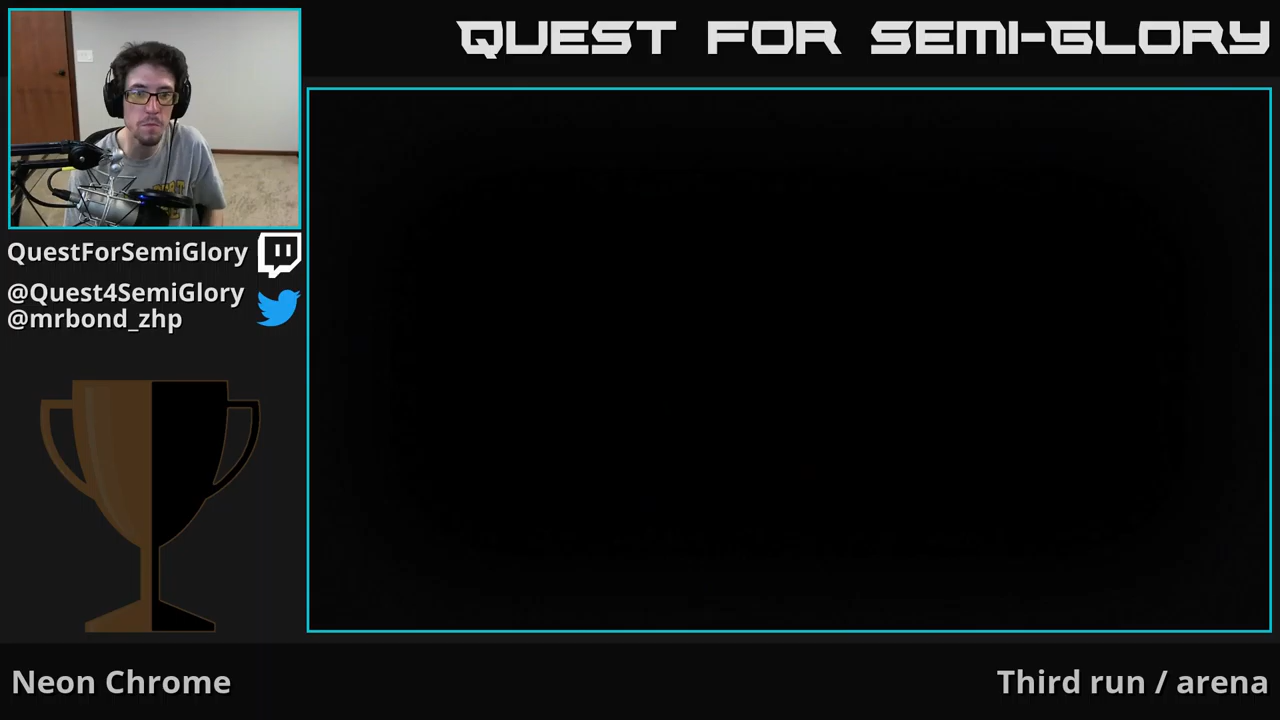 QUEST FOR SEMI-GLORY
QuestForSemiGlory
@Quest4SemiGlory
@mrbond_zhp
Neon Chrome
Third run / arena